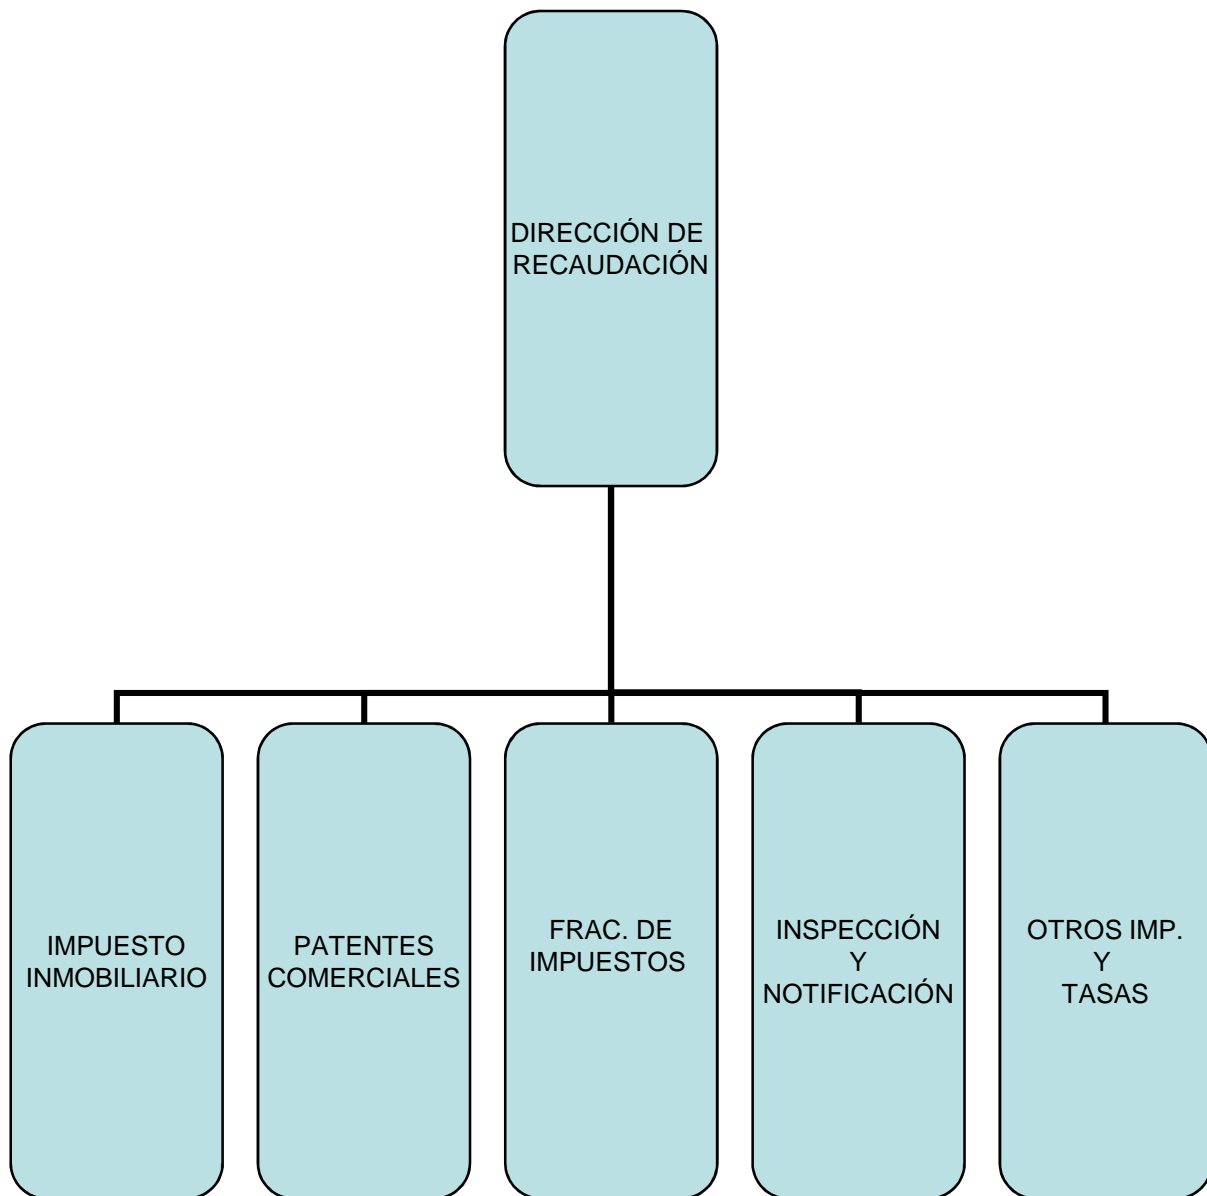 DIRECCIÓN DE
RECAUDACIÓN
IMPUESTO
INMOBILIARIO
PATENTES
COMERCIALES
FRAC. DE
IMPUESTOS
INSPECCIÓN
Y
NOTIFICACIÓN
OTROS IMP.
Y
TASAS